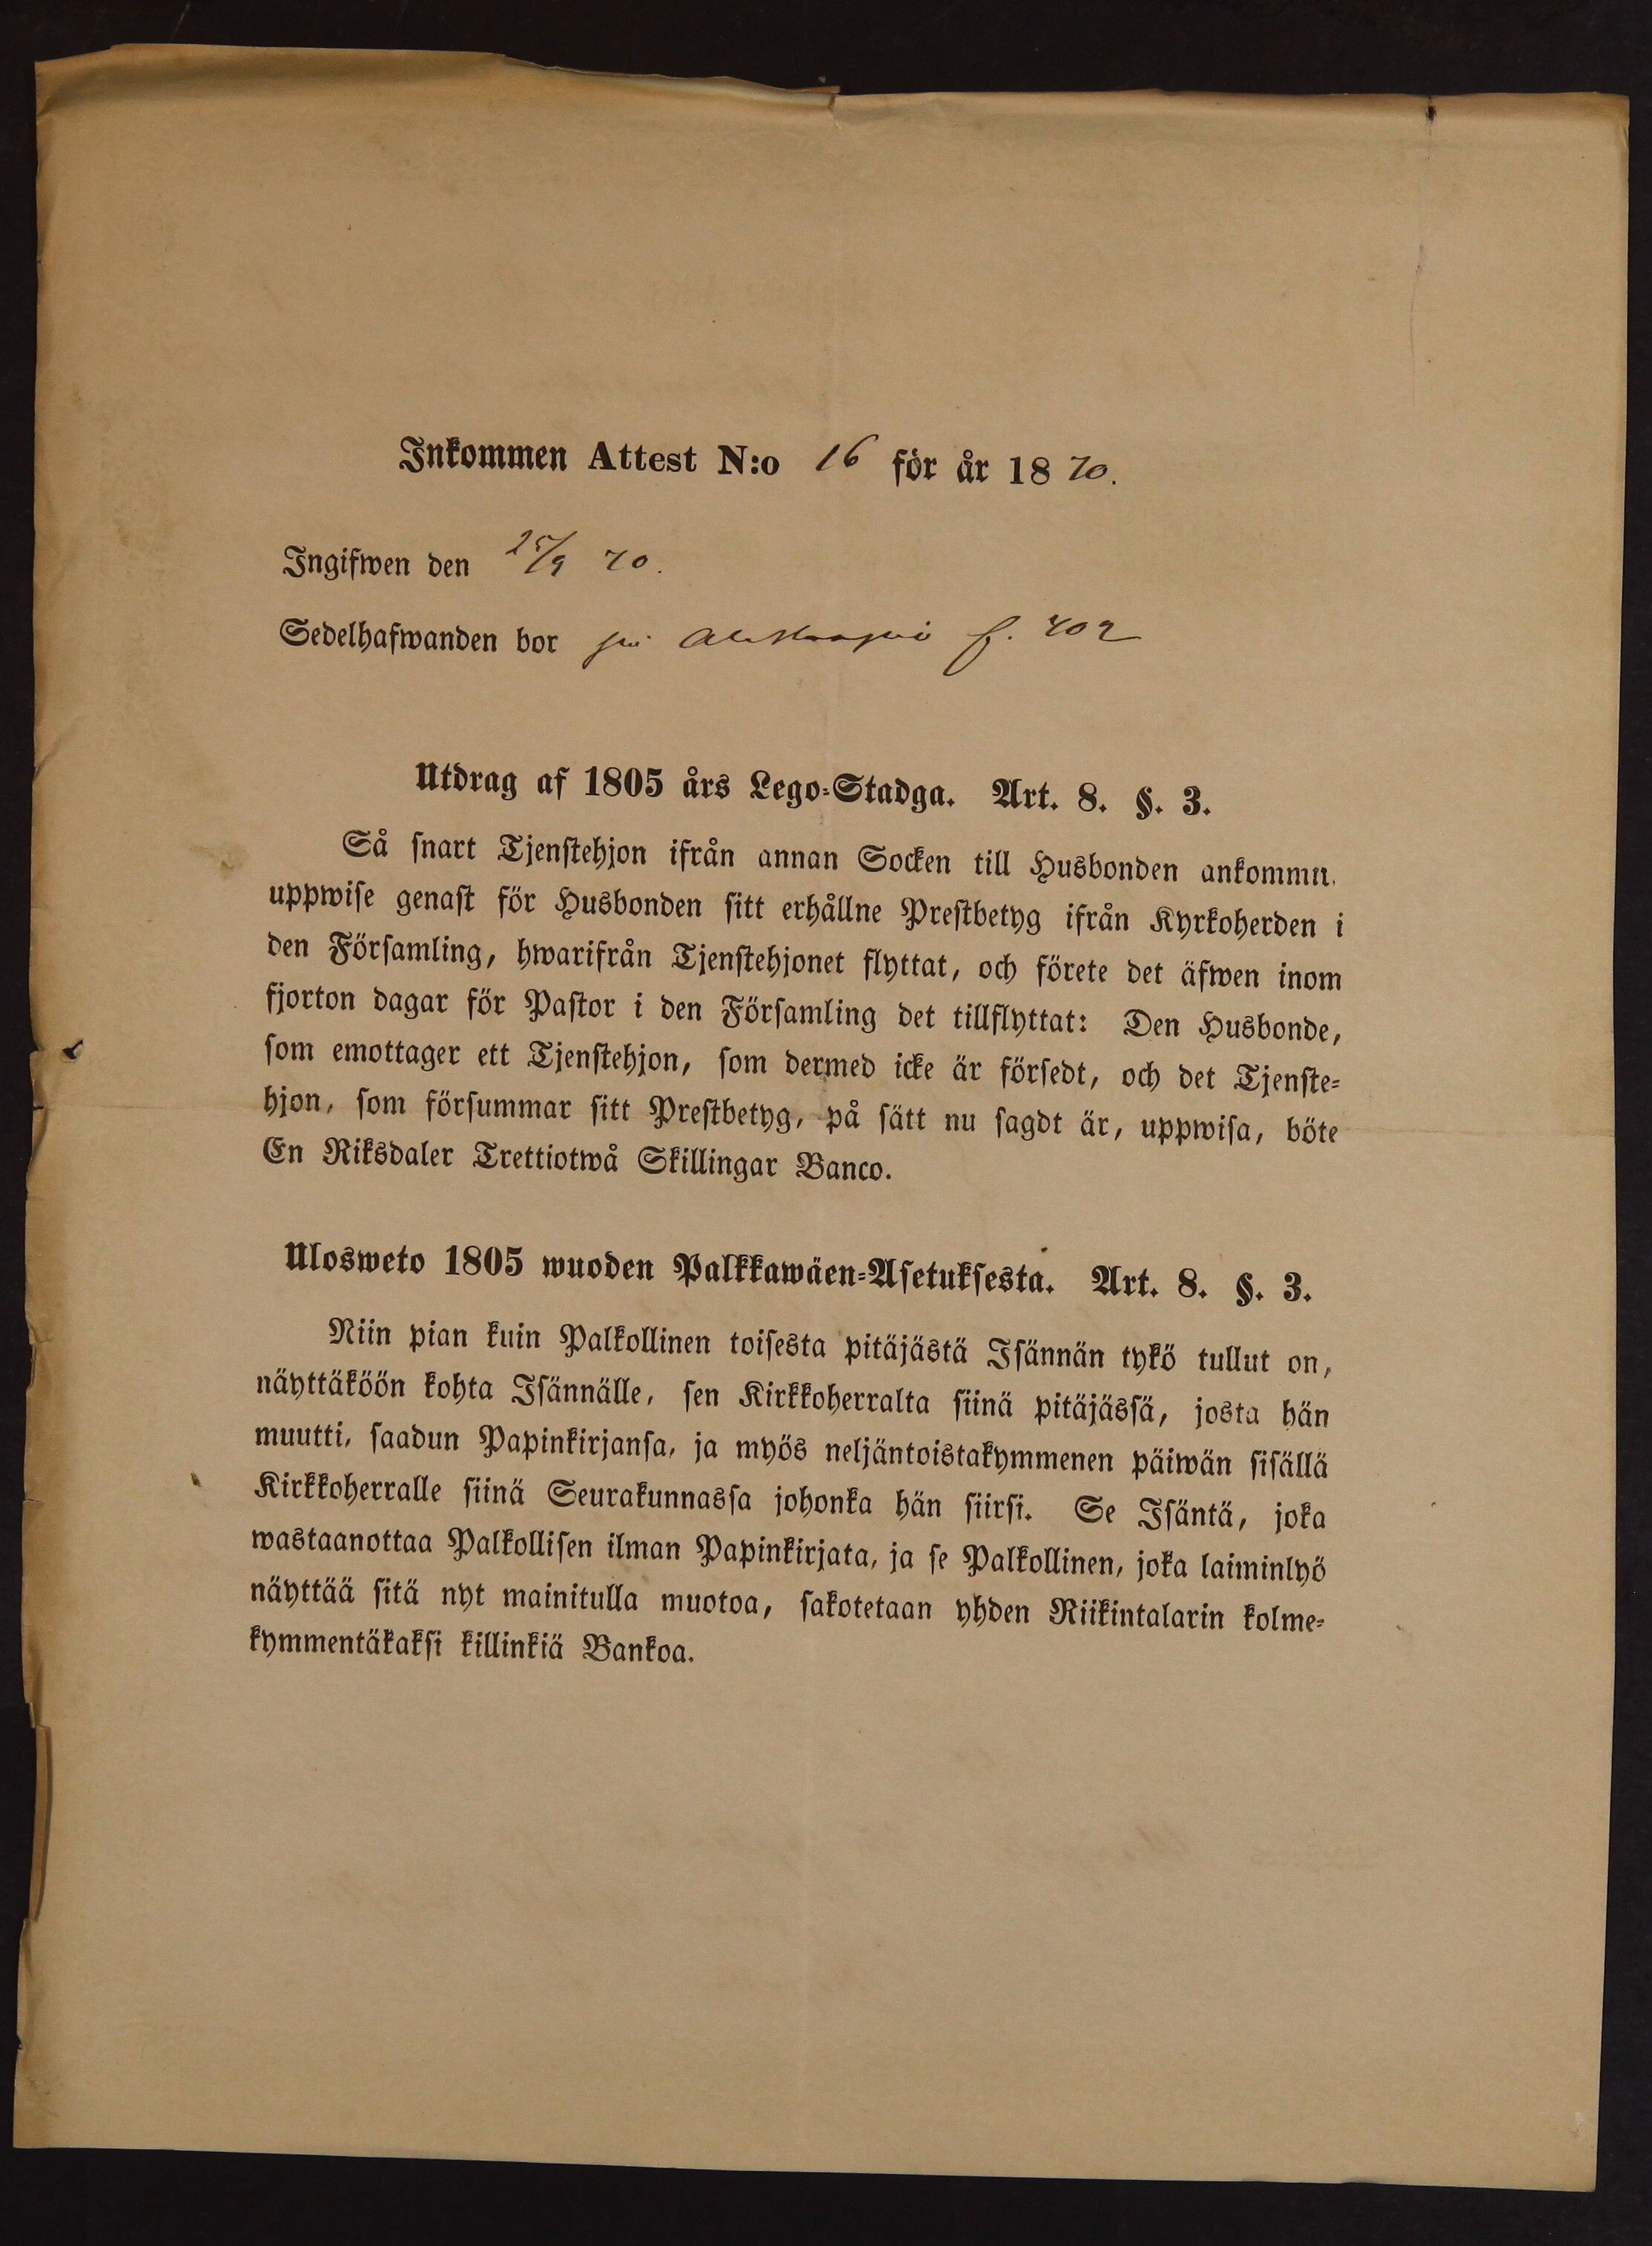 Inkommen Attest N:o 16 för år 1870.
Ingifwen den 25/9 70.
Sedelhafwanden bor på f. 402
Utdrag af 1805 års Lego-Stadga. Art. 8. §. 3.
Så snart Tjenstehjon ifrån annan Socken till Husbonden ankommit.
uppwise genast för Husbonden sitt erhållne Prestbetyg ifrån Kyrkoherden i
den Församling, hwarifrån Tjenstehjonet flyttat, och förete det äfwen inom
fjorton dagar för Pastor i den Församling det tillflyttat: Den Husbonde,
som emottager ett Tjenstehjon, som dermed icke är försedt, och det Tjenste-
hjon, som försummar sitt Prestbetyg, på sätt nu sagdt är, uppwisa, böte
En Riksdaler Trettiotwå Skillingar Banco.
Ulosweto 1805 wuoden Palkkawäen-Asetuksesta. Art. 8. §. 3.
Niin pian kuin Palkollinen toisesta pitäjästä Isännän tykö tullut on,
näyttäköön kohta Isännälle, sen Kirkkoherralta siinä pitäjässä, josta hän
muutti, saadun Papinkirjansa, ja myös neljäntoistakymmenen päiwän sisällä
Kirkkoherralle siinä Seurakunnassa johonka hän siirsi. Se Isäntä, joka
wastaanottaa Palkollisen ilman Papinkirjata, ja se Palkollinen, joka laiminlyö
näyttää sitä nyt mainitulla muotoa, sakotetaan yhden Riikintalarin kolme-
kymmentäkaksi killinkiä Bankoa.